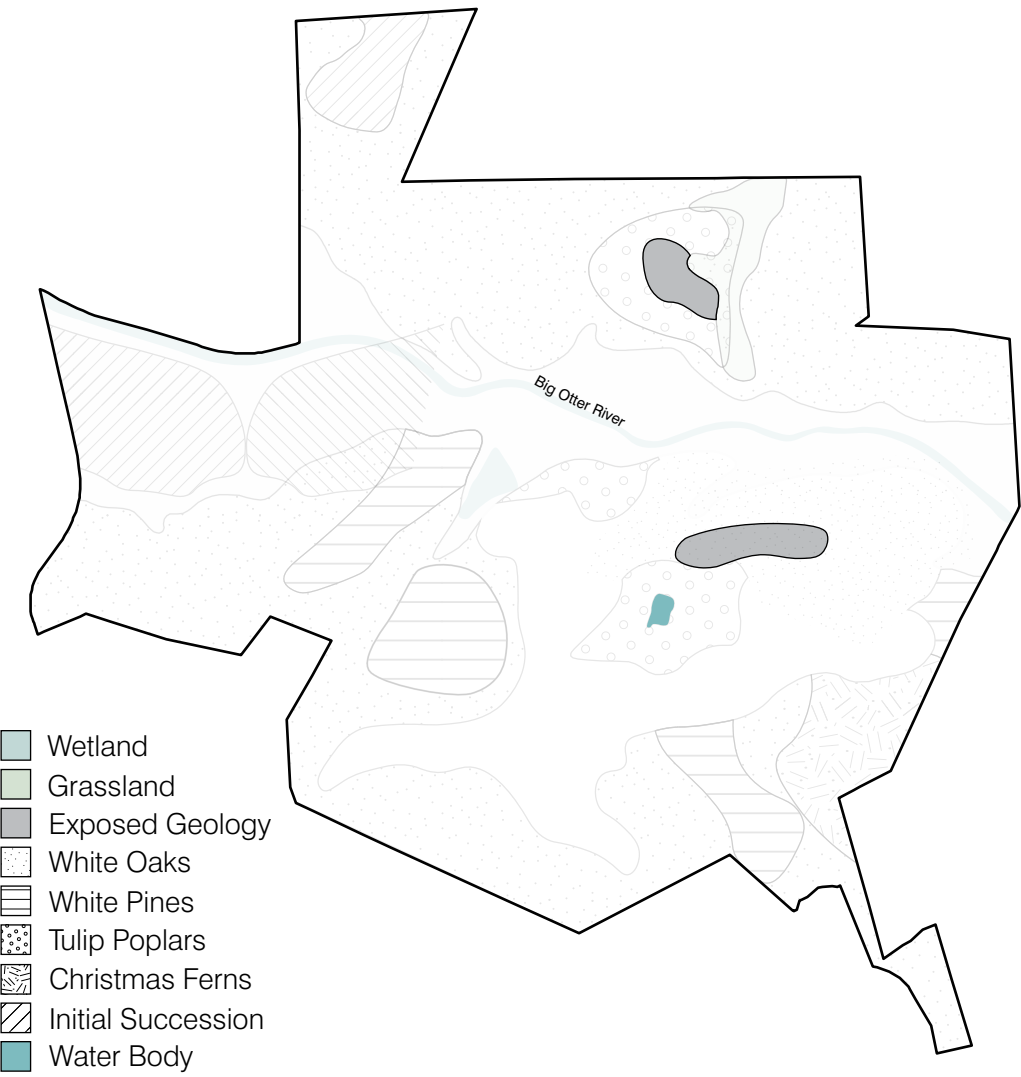 Big Otter River
Wetland
Grassland
Exposed Geology
White Oaks
White Pines
Tulip Poplars
Christmas Ferns
Initial Succession
Water Body